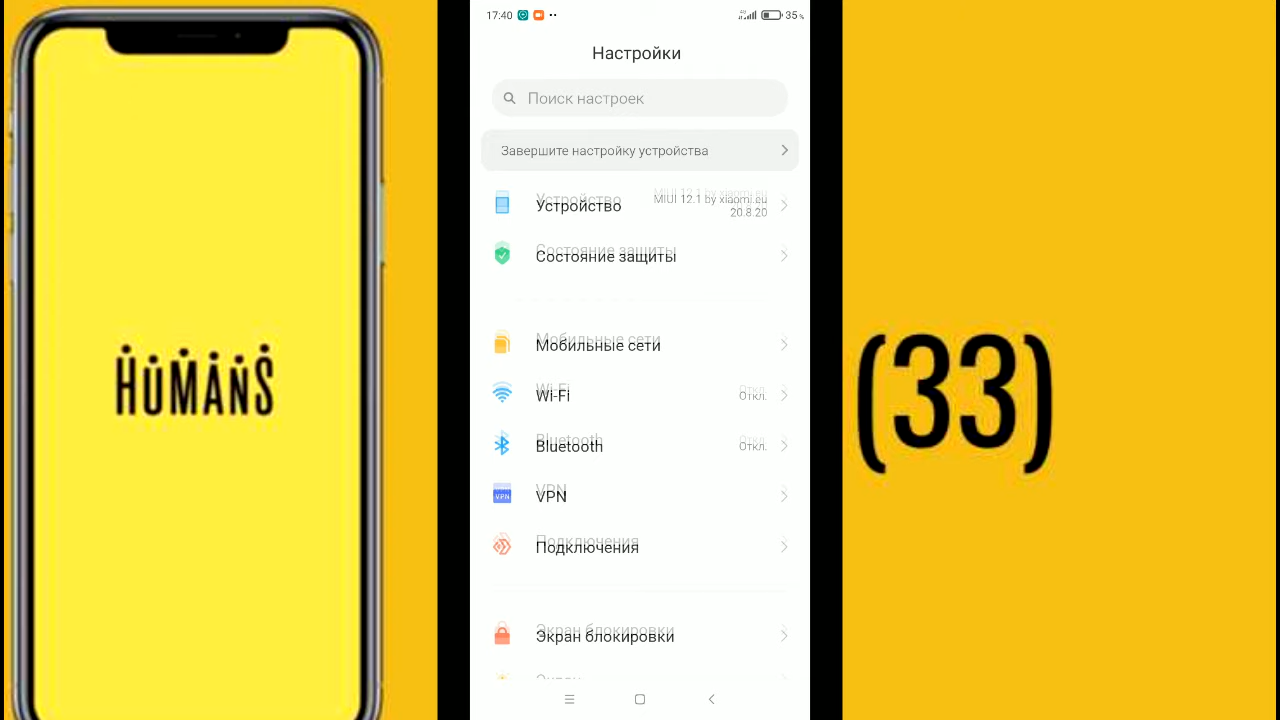 HUMANS
17:40
4G
35 %
Настройки
Поиск настроек
Завершите настройку устройства
Устройство
MIUI 12.1 by xiaomi.eu
20.8.20
Состояние защиты
Мобильные сети
Wi-Fi
Откл.
Bluetooth
Откл.
VPN
VPN
Подключения
Экран блокировки
(33)